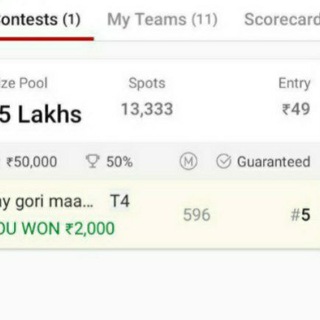 ontests (1) My Teams (11) Scorecard
ze Pool Spots Entry
5 Lakhs 13,333 ₹49
₹50,000 50% M Guaranteed
y gori maa... T4 596 #5
OU WON ₹2,000